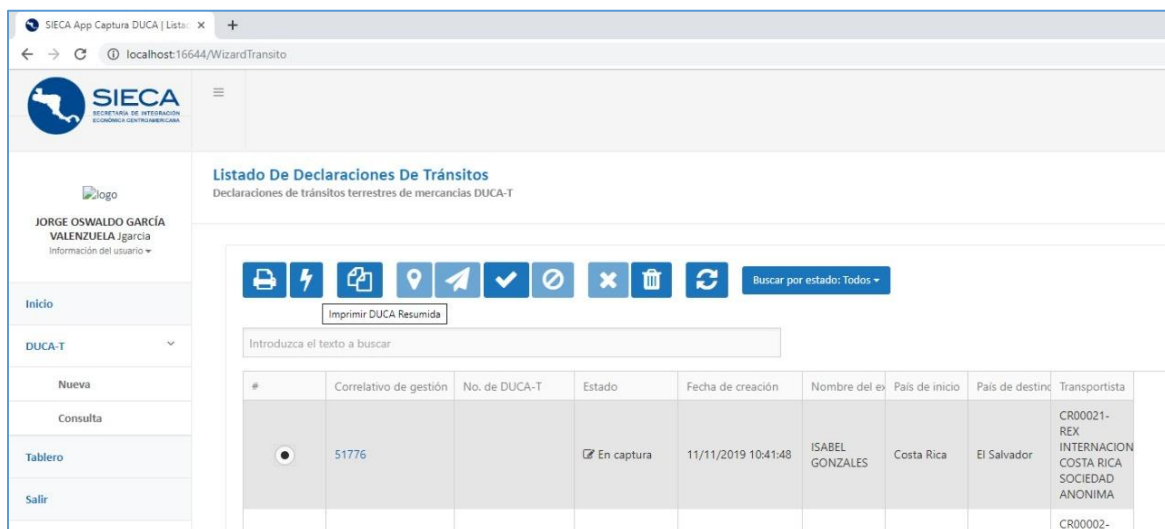 SIECA App Captura DUCA | Listac
localhost:16644/WizardTransito
SIECA
SECRETARÍA DE INTEGRACIÓN
ECONÓMICA CENTROAMERICANA
logo
JORGE OSWALDO GARCÍA
VALENZUELA Jgarcia
Información del usuario
Inicio
DUCA-T
Nueva
Consulta
Tablero
Salir
Listado De Declaraciones De Tránsitos
Declaraciones de tránsitos terrestres de mercancias DUCA-T
Buscar por estado: Todos
Imprimir DUCA Resumida
Introduzca el texto a buscar
# Correlativo de gestión No. de DUCA-T Estado Fecha de creación Nombre del ex País de inicio País de destino Transportista
51776 En captura 11/11/2019 10:41:48 ISABEL GONZALES Costa Rica El Salvador
CR00021-
REX
INTERNACION
COSTA RICA
SOCIEDAD
ANONIMA
CR00002-